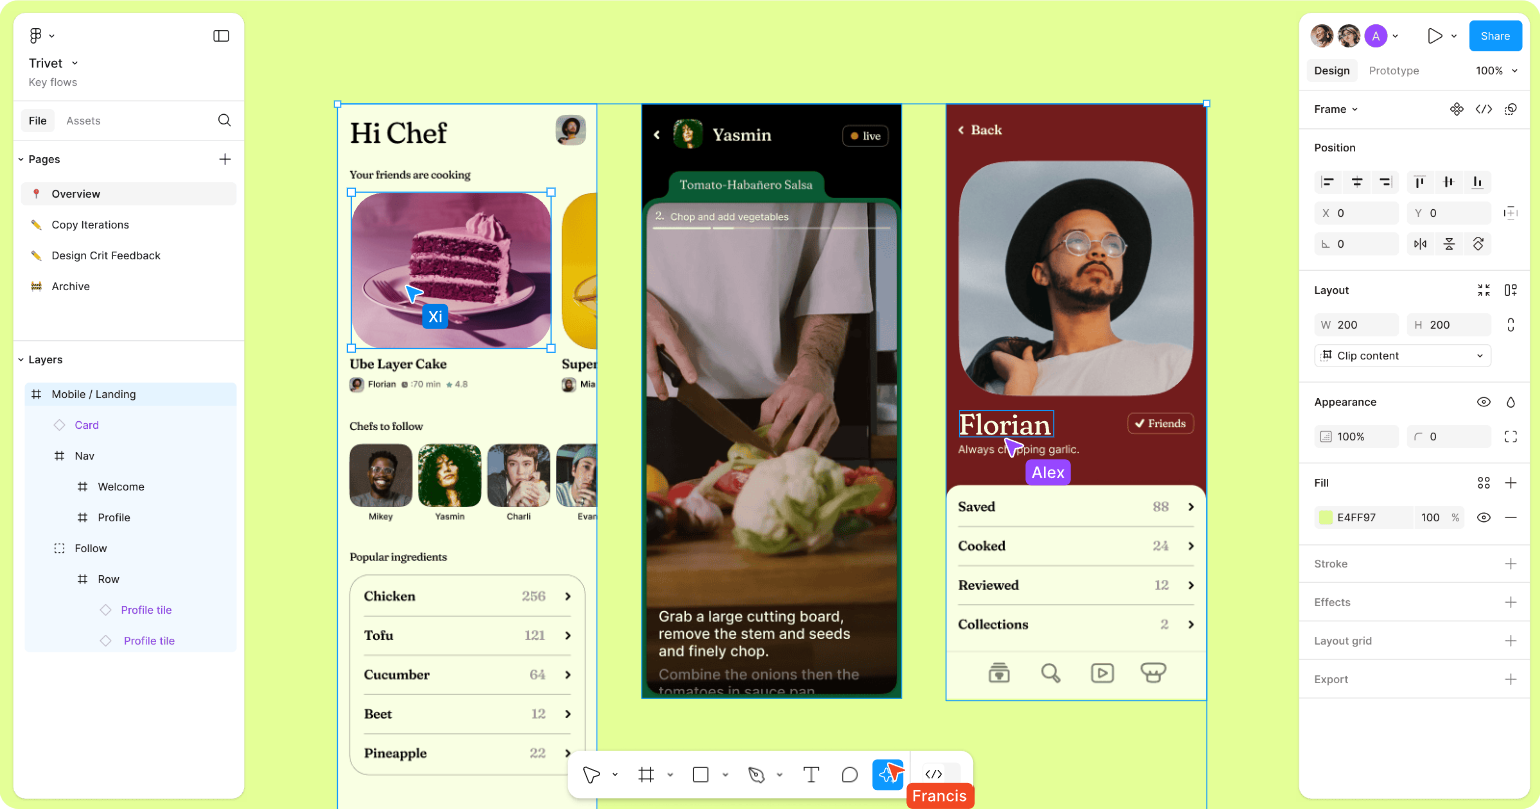 Trivet
Key flows
File
Assets
Pages
Overview
Copy Iterations
Design Crit Feedback
Archive
Layers
Mobile / Landing
Card
Nav
Welcome
Profile
Follow
Row
Profile tile
Profile tile
Hi Chef
Your friends are cooking
Xi
Ube Layer Cake
Super
Florian :70 min 4.8
Mia
Chefs to follow
Mikey
Yasmin
Charli
Evan
Popular ingredients
Chicken 256
Tofu 121
Cucumber 64
Beet 12
Pineapple 22
Yasmin
live
Tomato-Habañero Salsa
2. Chop and add vegetables
Grab a large cutting board,
remove the stem and seeds
and finely chop.
Combine the onions then the
tomatoes in sauce pan
Back
Florian
Friends
Always chopping garlic.
Alex
Saved 88
Cooked 24
Reviewed 12
Collections 2
Francis
A
Share
Design
Prototype
100%
Frame
Position
X 0
Y 0
0
Layout
W 200
H 200
Clip content
Appearance
100%
0
Fill
E4FF97 100 %
Stroke
Effects
Layout grid
Export